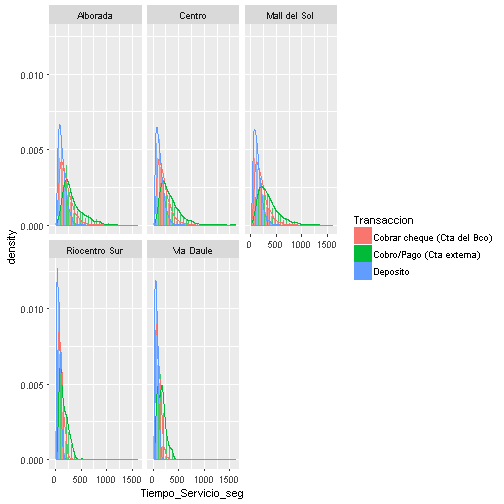 Alborada Centro Mall del Sol
0.010
0.005
0.000
density
Riocentro Sur Via Daule
0.010
0.005
0.000
0 500 1000 1500 0 500 1000 1500 0 500 1000 1500
Tiempo_Servicio_seg
Transaccion
Cobrar cheque (Cta del Bco)
Cobro/Pago (Cta externa)
Deposito